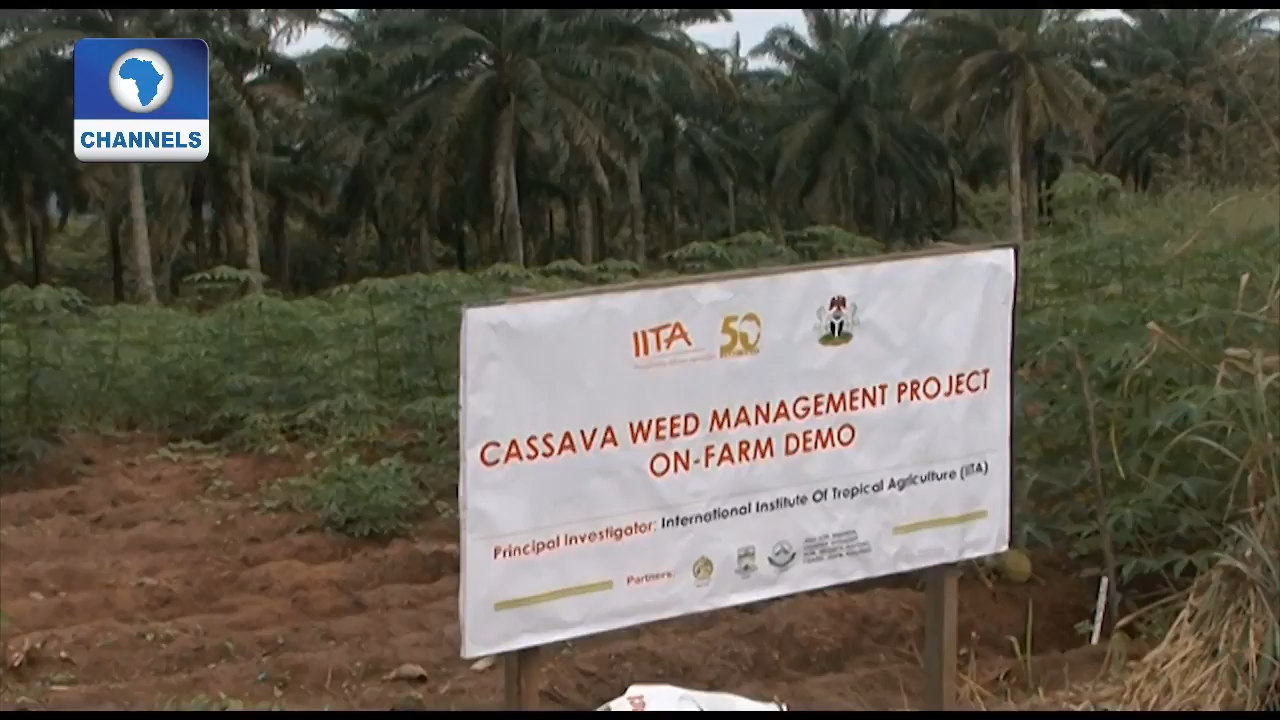 CHANNELS
IITA 50
CASSAVA WEED MANAGEMENT PROJECT
ON-FARM DEMO
Principal Investigator: International Institute Of Tropical Agriculture (IITA)
Partners: